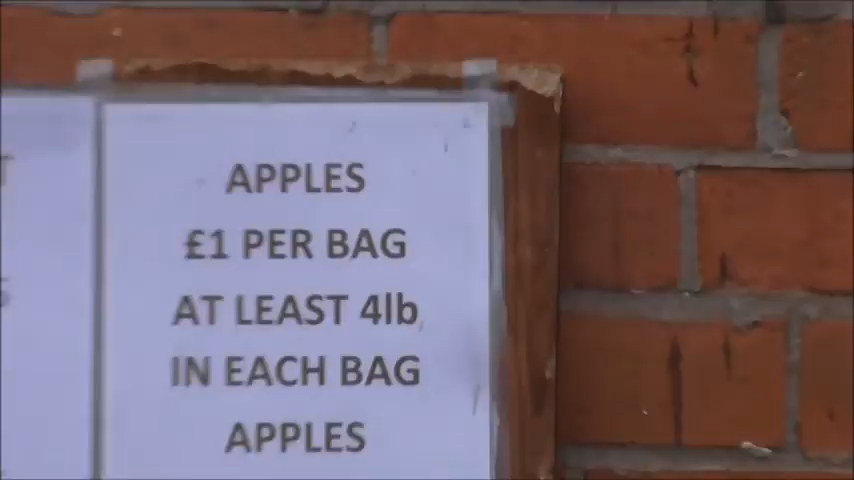 APPLES
£1 PER BAG
AT LEAST 4lb
IN EACH BAG
APPLES